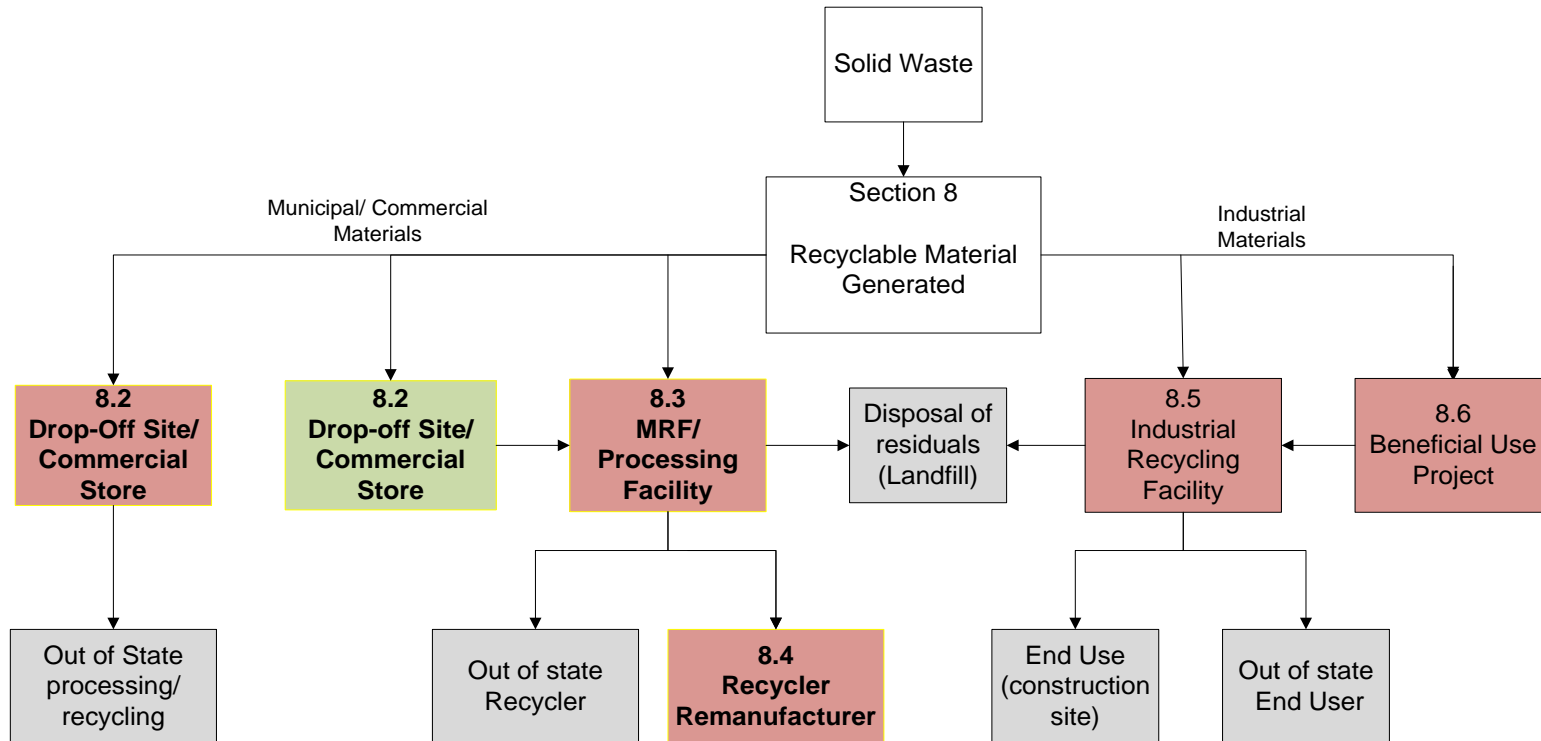 Solid Waste
Section 8
Recyclable Material
Generated
Municipal/ Commercial
Materials
Industrial
Materials
8.2
Drop-Off Site/
Commercial
Store
8.2
Drop-off Site/
Commercial
Store
8.3
MRF/
Processing
Facility
Disposal of
residuals
(Landfill)
8.5
Industrial
Recycling
Facility
8.6
Beneficial Use
Project
Out of State
processing/
recycling
Out of state
Recycler
8.4
Recycler
Remanufacturer
End Use
(construction
site)
Out of state
End User